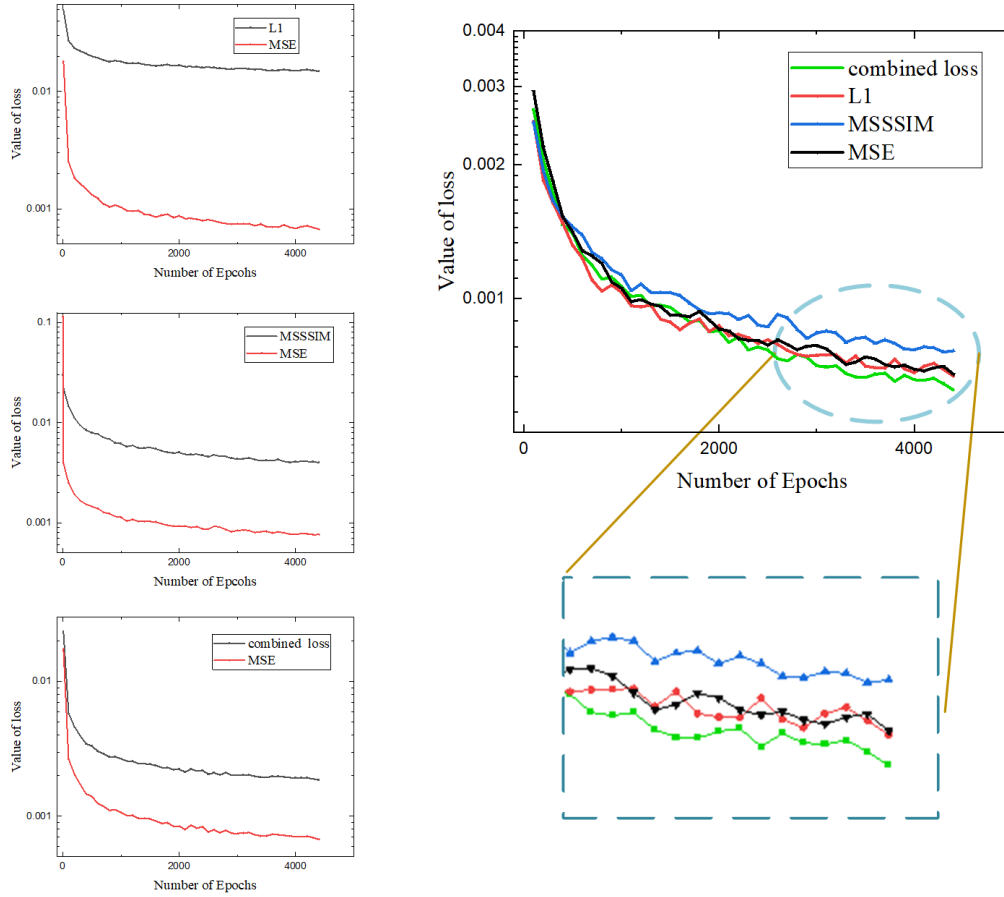 L1
MSE
Value of loss
0.01
0.001
0
2000
4000
Number of Epcohs
MSSSIM
MSE
Value of loss
0.1
0.01
0.001
0
2000
4000
Number of Epochs
combined loss
MSE
Value of loss
0.01
0.001
0
2000
4000
Number of Epochs
combined loss
L1
MSSSIM
MSE
Value of loss
0.004
0.003
0.002
0.001
0
2000
4000
Number of Epochs